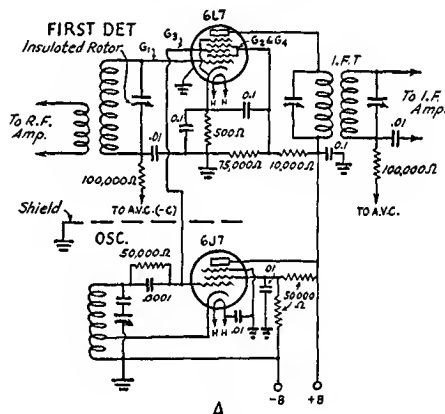 FIRST DET
Insulated Rotor
G1
G3
6L7
G2&G4
I.F.T
To R.F. Amp.
To I.F. Amp.
H H
0.1
0.1
500Ω
.01
75,000Ω
10,000Ω
0.1
.01
100,000Ω
TO A.V.C. (-C)
100,000Ω
TO A.V.C.
Shield
OSC.
50,000Ω
.0001
6J7
H H
.01
.01
50000 Ω
-B
+B
A